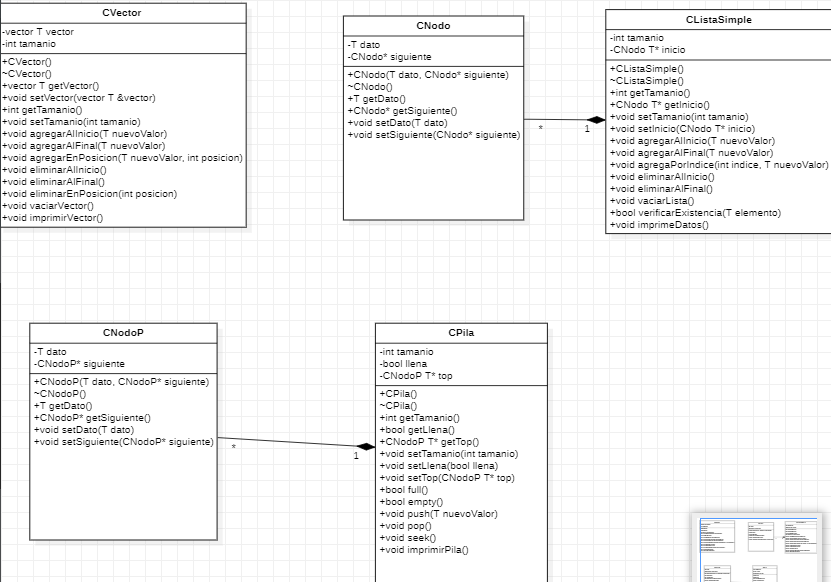 CVector
-vector T vector
-int tamanio
+CVector()
~CVector()
+vector T getVector()
+void setVector(vector T &vector)
+int getTamanio()
+void setTamanio(int tamanio)
+void agregarAlInicio(T nuevoValor)
+void agregarAlFinal(T nuevoValor)
+void agregarEnPosicion(T nuevoValor, int posicion)
+void eliminarAlInicio()
+void eliminarAlFinal()
+void eliminarEnPosicion(int posicion)
+void vaciarVector()
+void imprimirVector()
CNodo
-T dato
-CNodo* siguiente
+CNodo(T dato, CNodo* siguiente)
~CNodo()
+T getDato()
+CNodo* getSiguiente()
+void setDato(T dato)
+void setSiguiente(CNodo* siguiente)
*
1
CListaSimple
-int tamanio
-CNodo T* inicio
+CListaSimple()
~CListaSimple()
+int getTamanio()
+CNodo T* getInicio()
+void setTamanio(int tamanio)
+void setInicio(CNodo T* inicio)
+void agregarAlInicio(T nuevoValor)
+void agregarAlFinal(T nuevoValor)
+void agregaPorIndice(int indice, T nuevoValor)
+void eliminarAlInicio()
+void eliminarAlFinal()
+void vaciarLista()
+bool verificarExistencia(T elemento)
+void imprimeDatos()
CNodoP
-T dato
-CNodoP* siguiente
+CNodoP(T dato, CNodoP* siguiente)
~CNodoP()
+T getDato()
+CNodoP* getSiguiente()
+void setDato(T dato)
+void setSiguiente(CNodoP* siguiente)
*
1
CPila
-int tamanio
-bool llena
-CNodoP T* top
+CPila()
~CPila()
+int getTamanio()
+bool getLlena()
+CNodoP T* getTop()
+void setTamanio(int tamanio)
+void setLlena(bool llena)
+void setTop(CNodoP T* top)
+bool full()
+bool empty()
+void push(T nuevoValor)
+void pop()
+void seek()
+void imprimirPila()